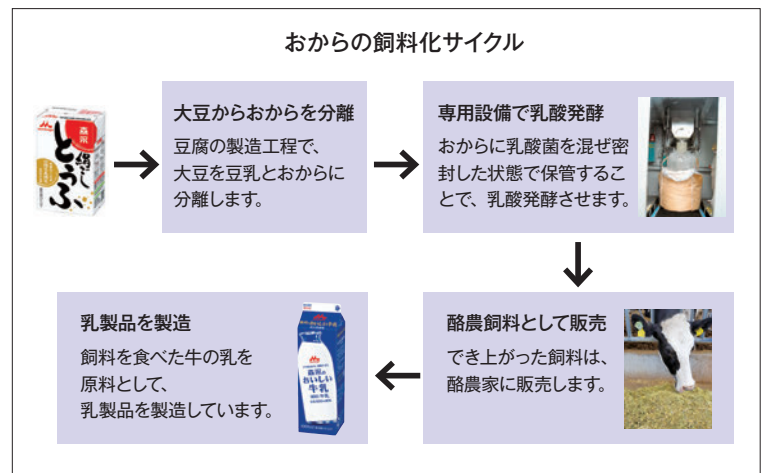 おからの飼料化サイクル
森永
絹ごし
とうふ
大豆からおからを分離
豆腐の製造工程で、
大豆を豆乳とおからに
分離します。
専用設備で乳酸発酵
おからに乳酸菌を混ぜ密
封した状態で保管するこ
とで、乳酸発酵させます。
乳製品を製造
飼料を食べた牛の乳を
原料として、
乳製品を製造しています。
森永の
おいしい
牛乳
酪農飼料として販売
でき上がった飼料は、
酪農家に販売します。